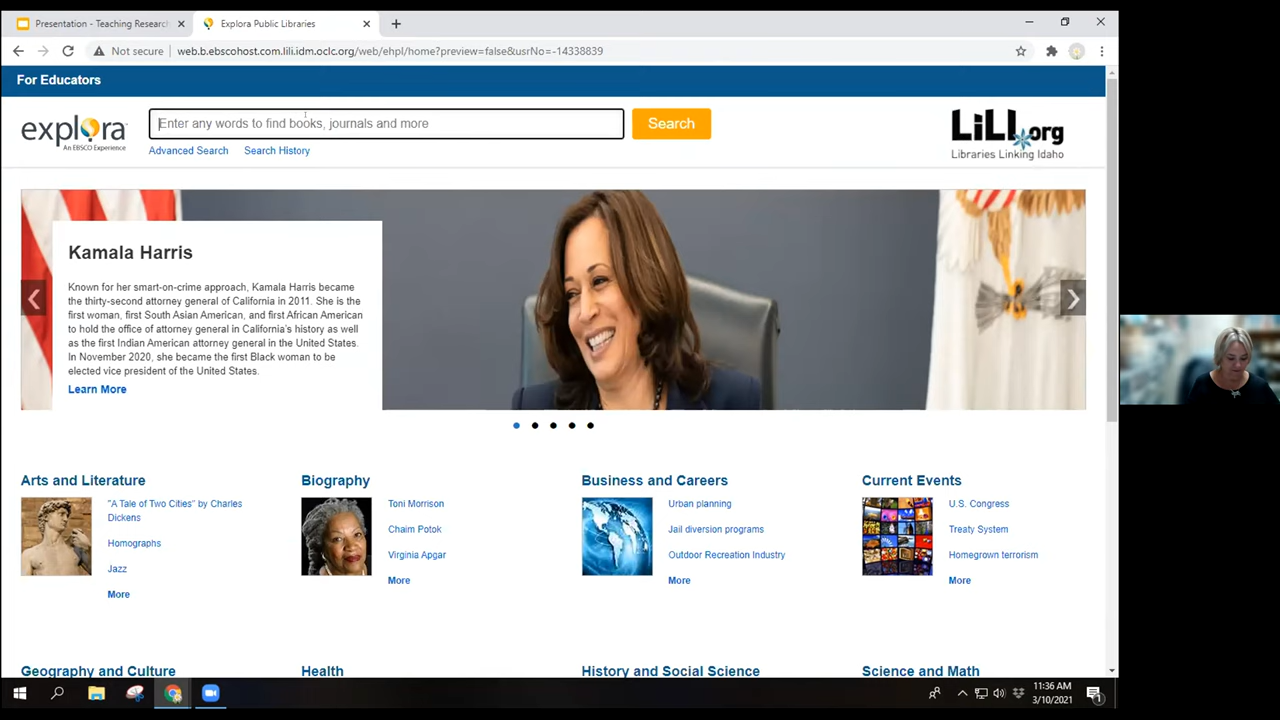 Presentation - Teaching Research
Explora Public Libraries
Not secure
web.b.ebscohost.com.lili.idm.oclc.org/web/ehpl/home?preview=false&usrNo=-14338839
For Educators
explora
An EBSCO Experience
Enter any words to find books, journals and more
Search
LiLI.org
Libraries Linking Idaho
Advanced Search
Search History
Kamala Harris
Known for her smart-on-crime approach, Kamala Harris became
the thirty-second attorney general of California in 2011. She is the
first woman, first South Asian American, and first African American
to hold the office of attorney general in California's history as well
as the first Indian American attorney general in the United States.
In November 2020, she became the first Black woman to be
elected vice president of the United States.
Learn More
Arts and Literature
"A Tale of Two Cities" by Charles
Dickens
Homographs
Jazz
More
Biography
Toni Morrison
Chaim Potok
Virginia Apgar
More
Business and Careers
Urban planning
Jail diversion programs
Outdoor Recreation Industry
More
Current Events
U.S. Congress
Treaty System
Homegrown terrorism
More
Geography and Culture
Health
History and Social Science
Science and Math
11:36 AM
3/10/2021
1